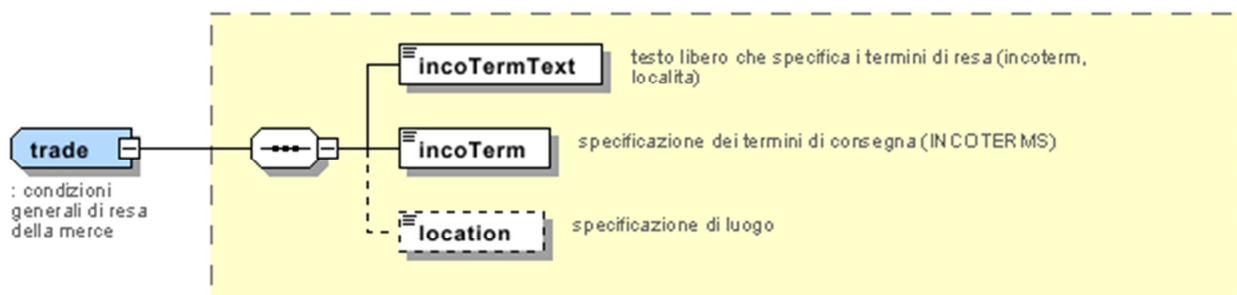 incoTermText
testo libero che specifica i termini di resa (incoterm,
localita)
trade
incoTerm
specificazione dei termini di consegna (INCOTERMS)
: condizioni
generali di resa
della merce
location
specificazione di luogo